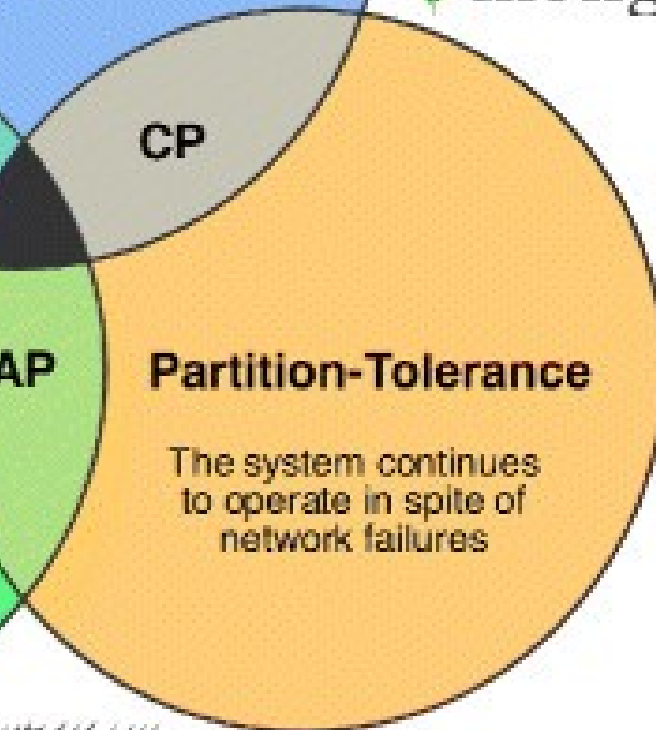 CP
AP
Partition-Tolerance
The system continues
to operate in spite of
network failures